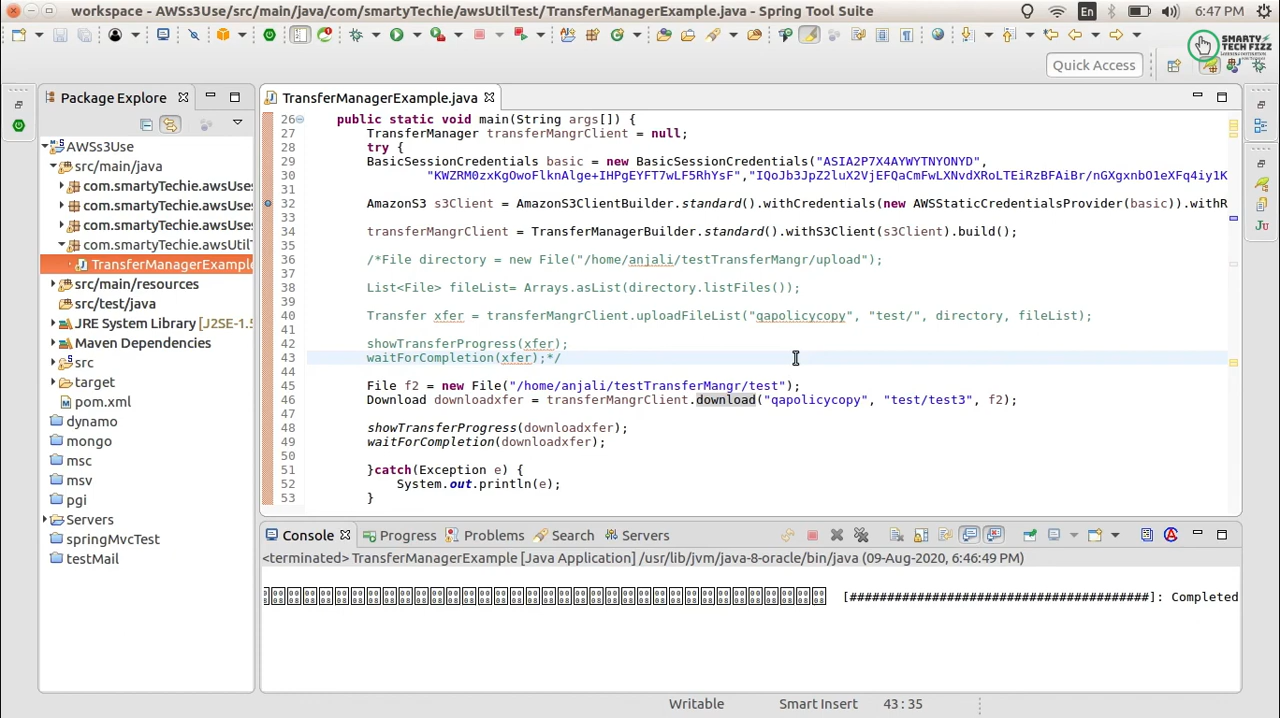 workspace - AWSs3Use/src/main/java/com/smartyTechie/awsUtilTest/TransferManagerExample.java - Spring Tool Suite
En
6:47 PM
SMARTY
TECH FIZZ
Quick Access
Package Explore
TransferManagerExample.java
AWSs3Use
src/main/java
com.smartyTechie.awsUses
com.smartyTechie.awsUses
com.smartyTechie.awsUses
com.smartyTechie.awsUtilT
TransferManagerExample
src/main/resources
src/test/java
JRE System Library [J2SE-1.5
Maven Dependencies
src
target
pom.xml
dynamo
mongo
msc
msv
pgi
Servers
springMvcTest
testMail
26 public static void main(String args[]) {
27 TransferManager transferMangrClient = null;
28 try {
29 BasicSessionCredentials basic = new BasicSessionCredentials("ASIA2P7X4AYWYTNYONYD",
30 "KWZRM0zxKgOwoFlknAlge+IHPgEYFT7wLF5RhYsF","IQoJb3JpZ2luX2VjEFQaCmFwLXNvdXRoLTEiRzBFAiBr/nGXgxnbO1eXFq4iy1K
31
32 AmazonS3 s3Client = AmazonS3ClientBuilder.standard().withCredentials(new AWSStaticCredentialsProvider(basic)).withR
33
34 transferMangrClient = TransferManagerBuilder.standard().withS3Client(s3Client).build();
35
36 /*File directory = new File("/home/anjali/testTransferMangr/upload");
37
38 List<File> fileList= Arrays.asList(directory.listFiles());
39
40 Transfer xfer = transferMangrClient.uploadFileList("qapolicycopy", "test/", directory, fileList);
41
42 showTransferProgress(xfer);
43 waitForCompletion(xfer);*/
44
45 File f2 = new File("/home/anjali/testTransferMangr/test");
46 Download downloadxfer = transferMangrClient.download("qapolicycopy", "test/test3", f2);
47
48 showTransferProgress(downloadxfer);
49 waitForCompletion(downloadxfer);
50
51 }catch(Exception e) {
52 System.out.println(e);
53 }
Console
Progress
Problems
Search
Servers
<terminated> TransferManagerExample [Java Application] /usr/lib/jvm/java-8-oracle/bin/java (09-Aug-2020, 6:46:49 PM)
[########################################]: Completed
Writable
Smart Insert
43 : 35